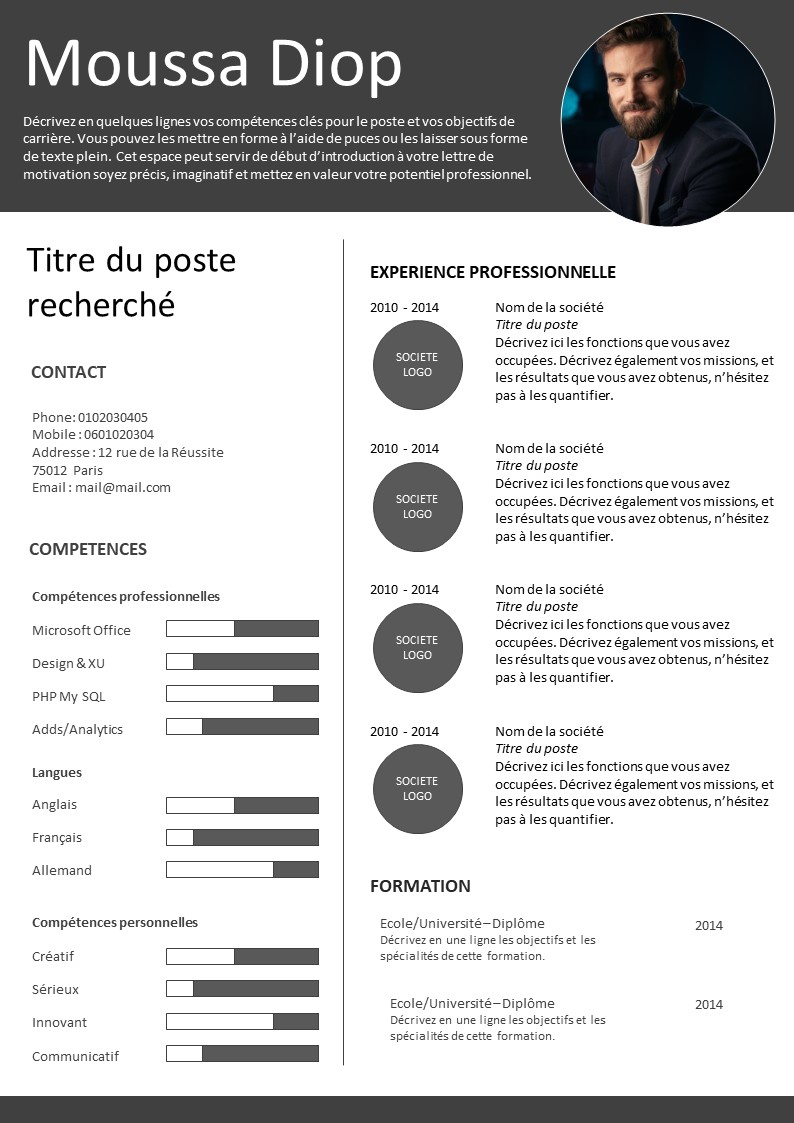 Moussa Diop
Décrivez en quelques lignes vos compétences clés pour le poste et vos objectifs de
carrière. Vous pouvez les mettre en forme à l’aide de puces ou les laisser sous forme
de texte plein. Cet espace peut servir de début d’introduction à votre lettre de
motivation soyez précis, imaginatif et mettez en valeur votre potentiel professionnel.
Titre du poste
recherché
CONTACT
Phone: 0102030405
Mobile : 0601020304
Addresse : 12 rue de la Réussite
75012 Paris
Email : mail@mail.com
COMPETENCES
Compétences professionnelles
Microsoft Office
Design & XU
PHP My SQL
Adds/Analytics
Langues
Anglais
Français
Allemand
Compétences personnelles
Créatif
Sérieux
Innovant
Communicatif
EXPERIENCE PROFESSIONNELLE
2010 - 2014
SOCIETE
LOGO
Nom de la société
Titre du poste
Décrivez ici les fonctions que vous avez
occupées. Décrivez également vos missions, et
les résultats que vous avez obtenus, n’hésitez
pas à les quantifier.
2010 - 2014
SOCIETE
LOGO
Nom de la société
Titre du poste
Décrivez ici les fonctions que vous avez
occupées. Décrivez également vos missions, et
les résultats que vous avez obtenus, n’hésitez
pas à les quantifier.
2010 - 2014
SOCIETE
LOGO
Nom de la société
Titre du poste
Décrivez ici les fonctions que vous avez
occupées. Décrivez également vos missions, et
les résultats que vous avez obtenus, n’hésitez
pas à les quantifier.
2010 - 2014
SOCIETE
LOGO
Nom de la société
Titre du poste
Décrivez ici les fonctions que vous avez
occupées. Décrivez également vos missions, et
les résultats que vous avez obtenus, n’hésitez
pas à les quantifier.
FORMATION
Ecole/Université – Diplôme 2014
Décrivez en une ligne les objectifs et les
spécialités de cette formation.
Ecole/Université – Diplôme 2014
Décrivez en une ligne les objectifs et les
spécialités de cette formation.